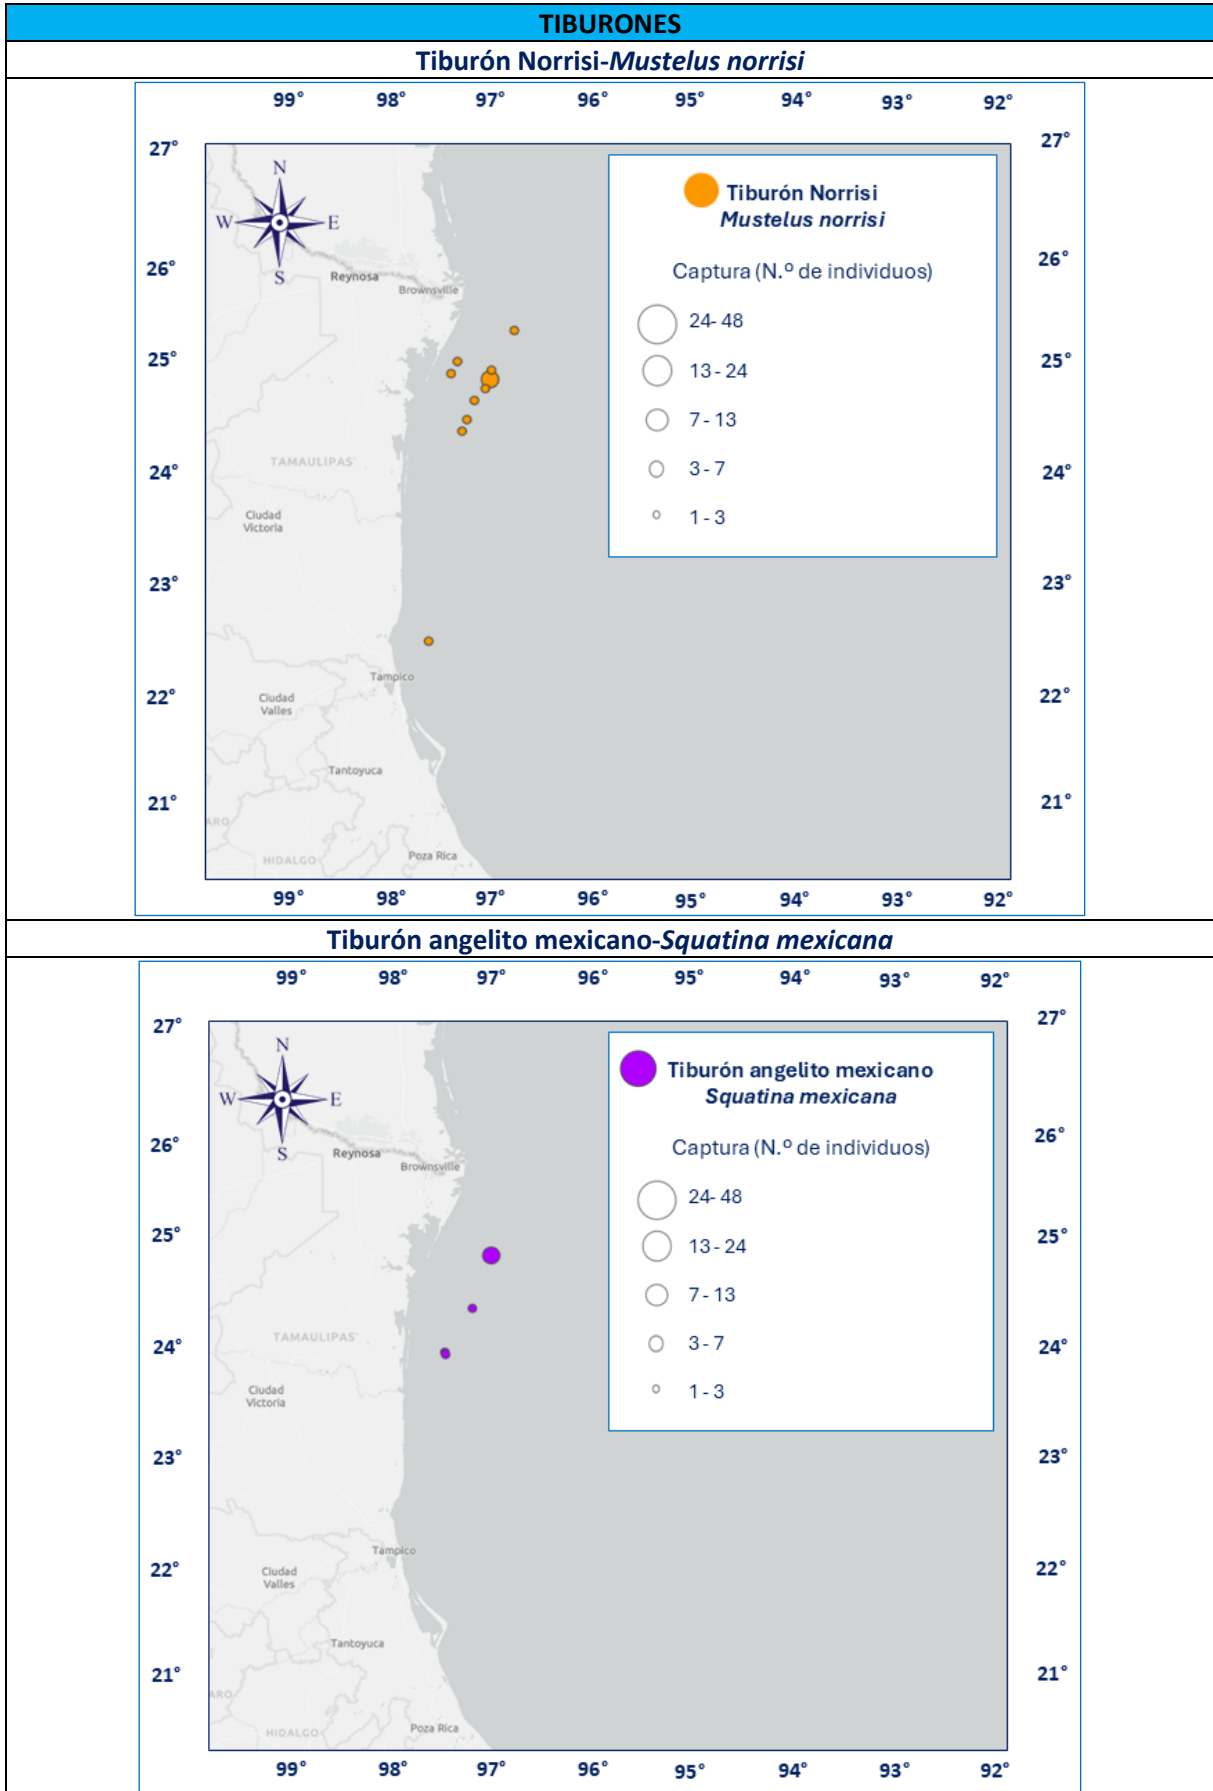 TIBURONES
Tiburón Norrisi-Mustelus norrisi
99° 98° 97° 96° 95° 94° 93° 92°
27° 27°
N
Tiburón Norrisi
Mustelus norrisi
W E
S
Captura (N.º de individuos)
26° 26°
Reynosa
Brownsville
24- 48
25° 25°
13 - 24
7 - 13
TAMAULIPAS
24° 24°
3 - 7
Ciudad
Victoria
1 - 3
23° 23°
Tampico
22° 22°
Ciudad
Valles
Tantoyuca
21° 21°
ARO
HIDALGO
Poza Rica
99° 98° 97° 96° 95° 94° 93° 92°
Tiburón angelito mexicano-Squatina mexicana
99° 98° 97° 96° 95° 94° 93° 92°
27° 27°
N
Tiburón angelito mexicano
Squatina mexicana
W E
S
Captura (N.º de individuos)
26° 26°
Reynosa
Brownsville
24- 48
25° 25°
13 - 24
7 - 13
TAMAULIPAS
24° 24°
3 - 7
Ciudad
Victoria
1 - 3
23° 23°
Tampico
22° 22°
Ciudad
Valles
Tantoyuca
21° 21°
ARO
HIDALGO
Poza Rica
99° 98° 97° 96° 95° 94° 93° 92°